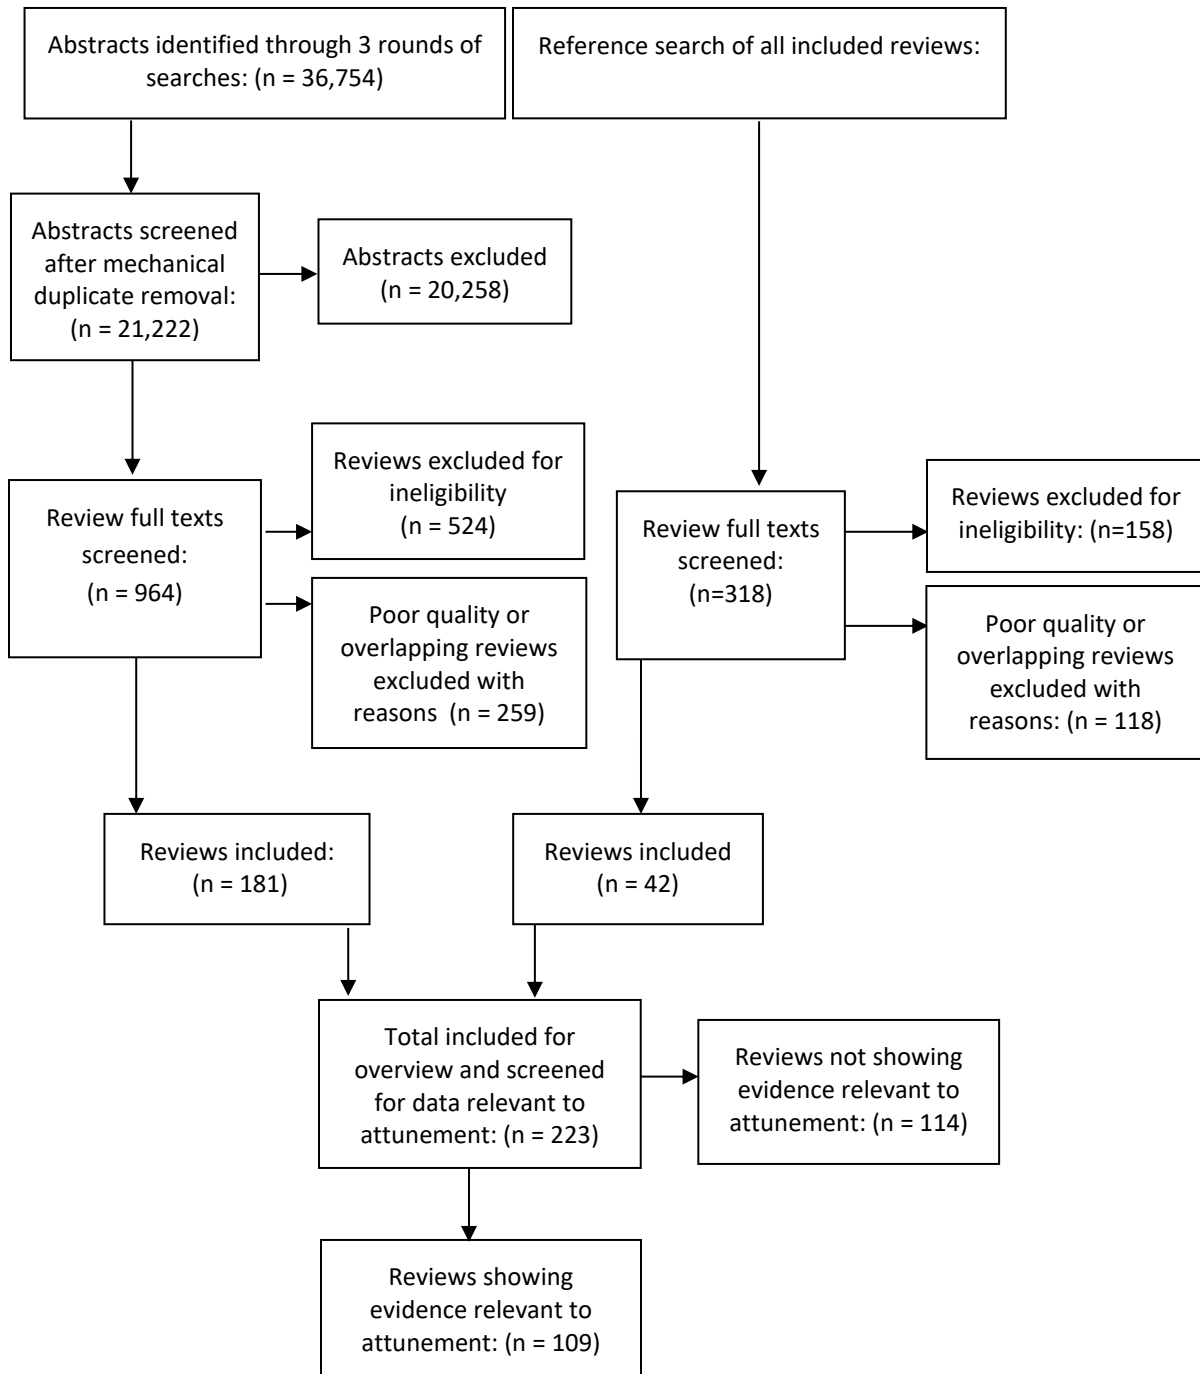 Abstracts identified through 3 rounds of
searches: (n = 36,754)
Reference search of all included reviews:
Abstracts screened
after mechanical
duplicate removal:
(n = 21,222)
Abstracts excluded
(n = 20,258)
Review full texts
screened:
(n = 964)
Reviews excluded for
ineligibility
(n = 524)
Poor quality or
overlapping reviews
excluded with
reasons  (n = 259)
Review full texts
screened:
(n=318)
Reviews excluded for
ineligibility: (n=158)
Poor quality or
overlapping reviews
excluded with
reasons: (n = 118)
Reviews included:
(n = 181)
Reviews included
(n = 42)
Total included for
overview and screened
for data relevant to
attunement: (n = 223)
Reviews not showing
evidence relevant to
attunement: (n = 114)
Reviews showing
evidence relevant to
attunement: (n = 109)